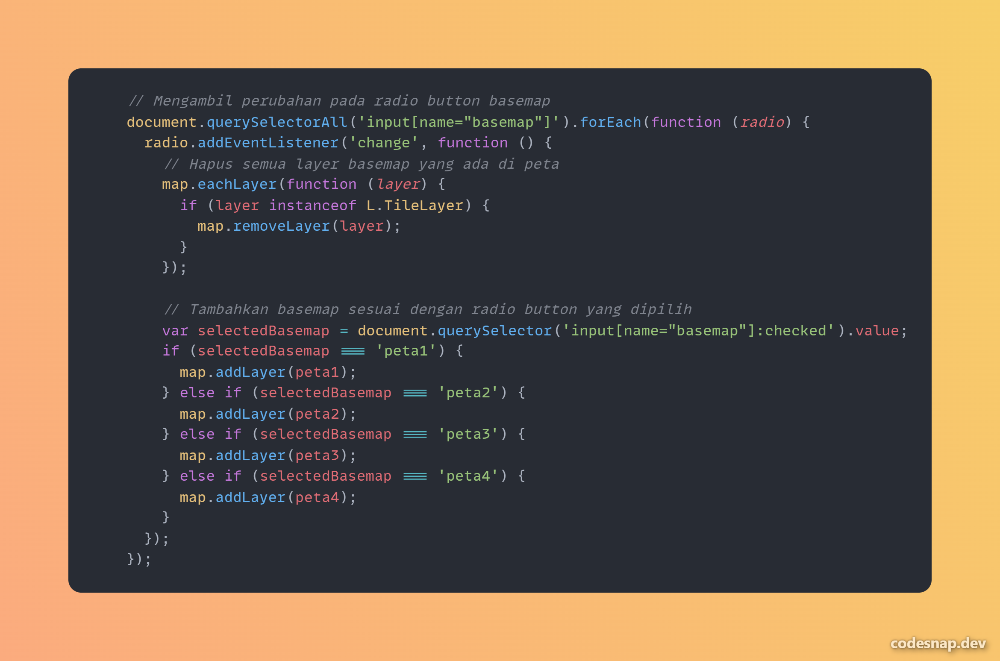 // Mengambil perubahan pada radio button basemap
document.querySelectorAll('input[name="basemap"]').forEach(function (radio) {
  radio.addEventListener('change', function () {
    // Hapus semua layer basemap yang ada di peta
    map.eachLayer(function (layer) {
      if (layer instanceof L.TileLayer) {
        map.removeLayer(layer);
      }
    });

    // Tambahkan basemap sesuai dengan radio button yang dipilih
    var selectedBasemap = document.querySelector('input[name="basemap"]:checked').value;
    if (selectedBasemap === 'peta1') {
      map.addLayer(peta1);
    } else if (selectedBasemap === 'peta2') {
      map.addLayer(peta2);
    } else if (selectedBasemap === 'peta3') {
      map.addLayer(peta3);
    } else if (selectedBasemap === 'peta4') {
      map.addLayer(peta4);
    }
  });
});
codesnap.dev